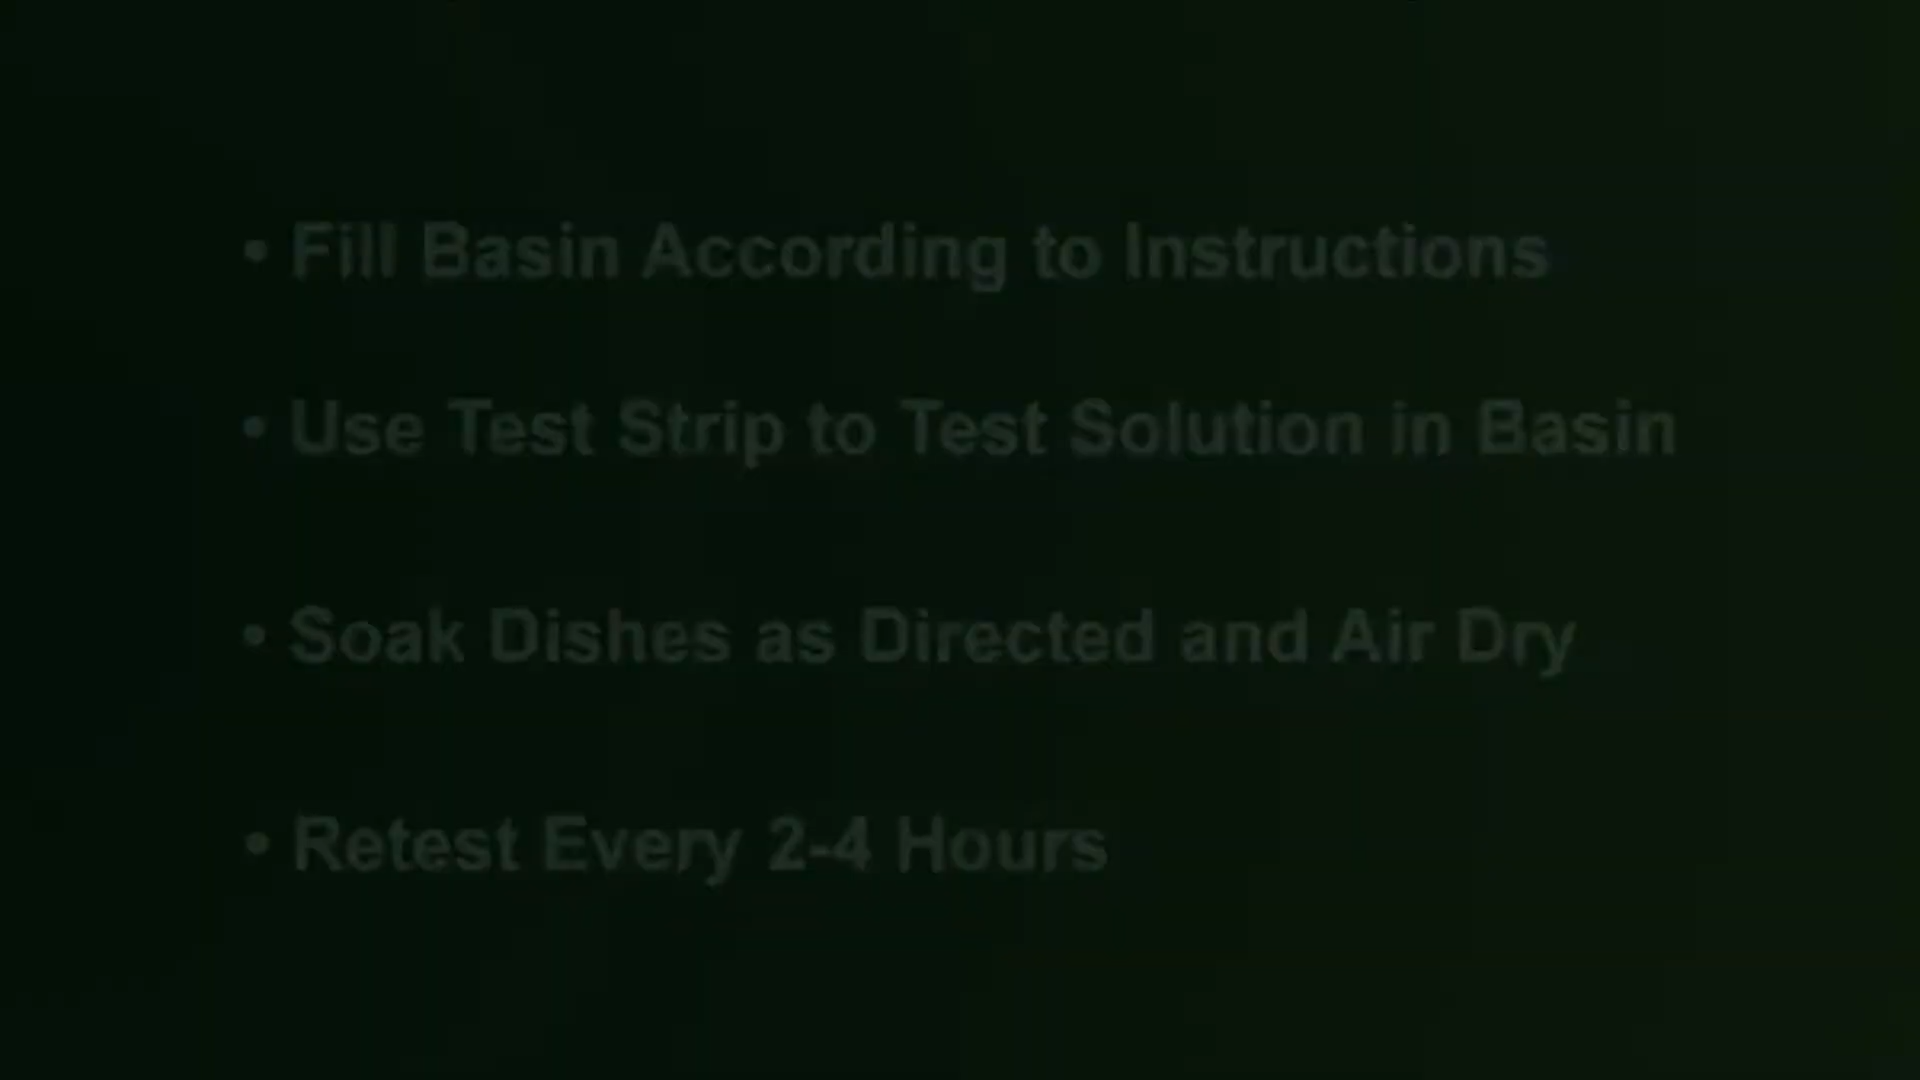 • Fill Basin According to Instructions
• Use Test Strip to Test Solution in Basin
• Soak Dishes as Directed and Air Dry
• Retest Every 2-4 Hours